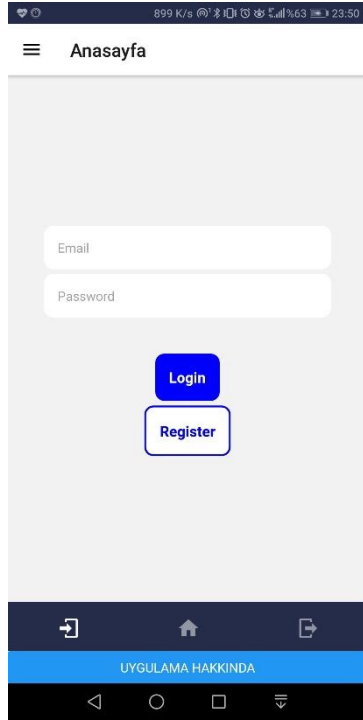 899 K/s %63 23:50
Anasayfa
Email
Password
Login
Register
UYGULAMA HAKKINDA